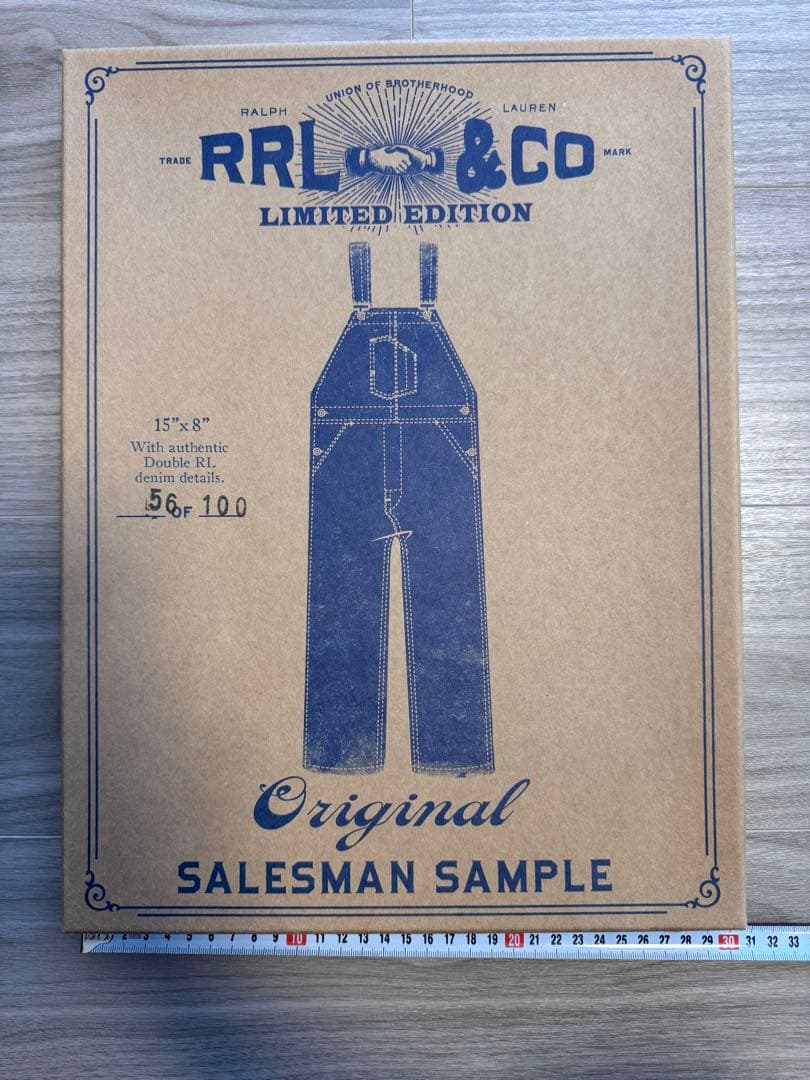 UNION OF BROTHERHOOD
RALPH LAUREN
TRADE RRL &CO MARK
LIMITED EDITION
15"x 8"
With authentic
Double RL
denim details.
56 OF 100
Original
SALESMAN SAMPLE
2 3 4 5 6 7 8 9 10 11 12 13 14 15 16 17 18 19 20 21 22 23 24 25 26 27 28 29 30 31 32 33